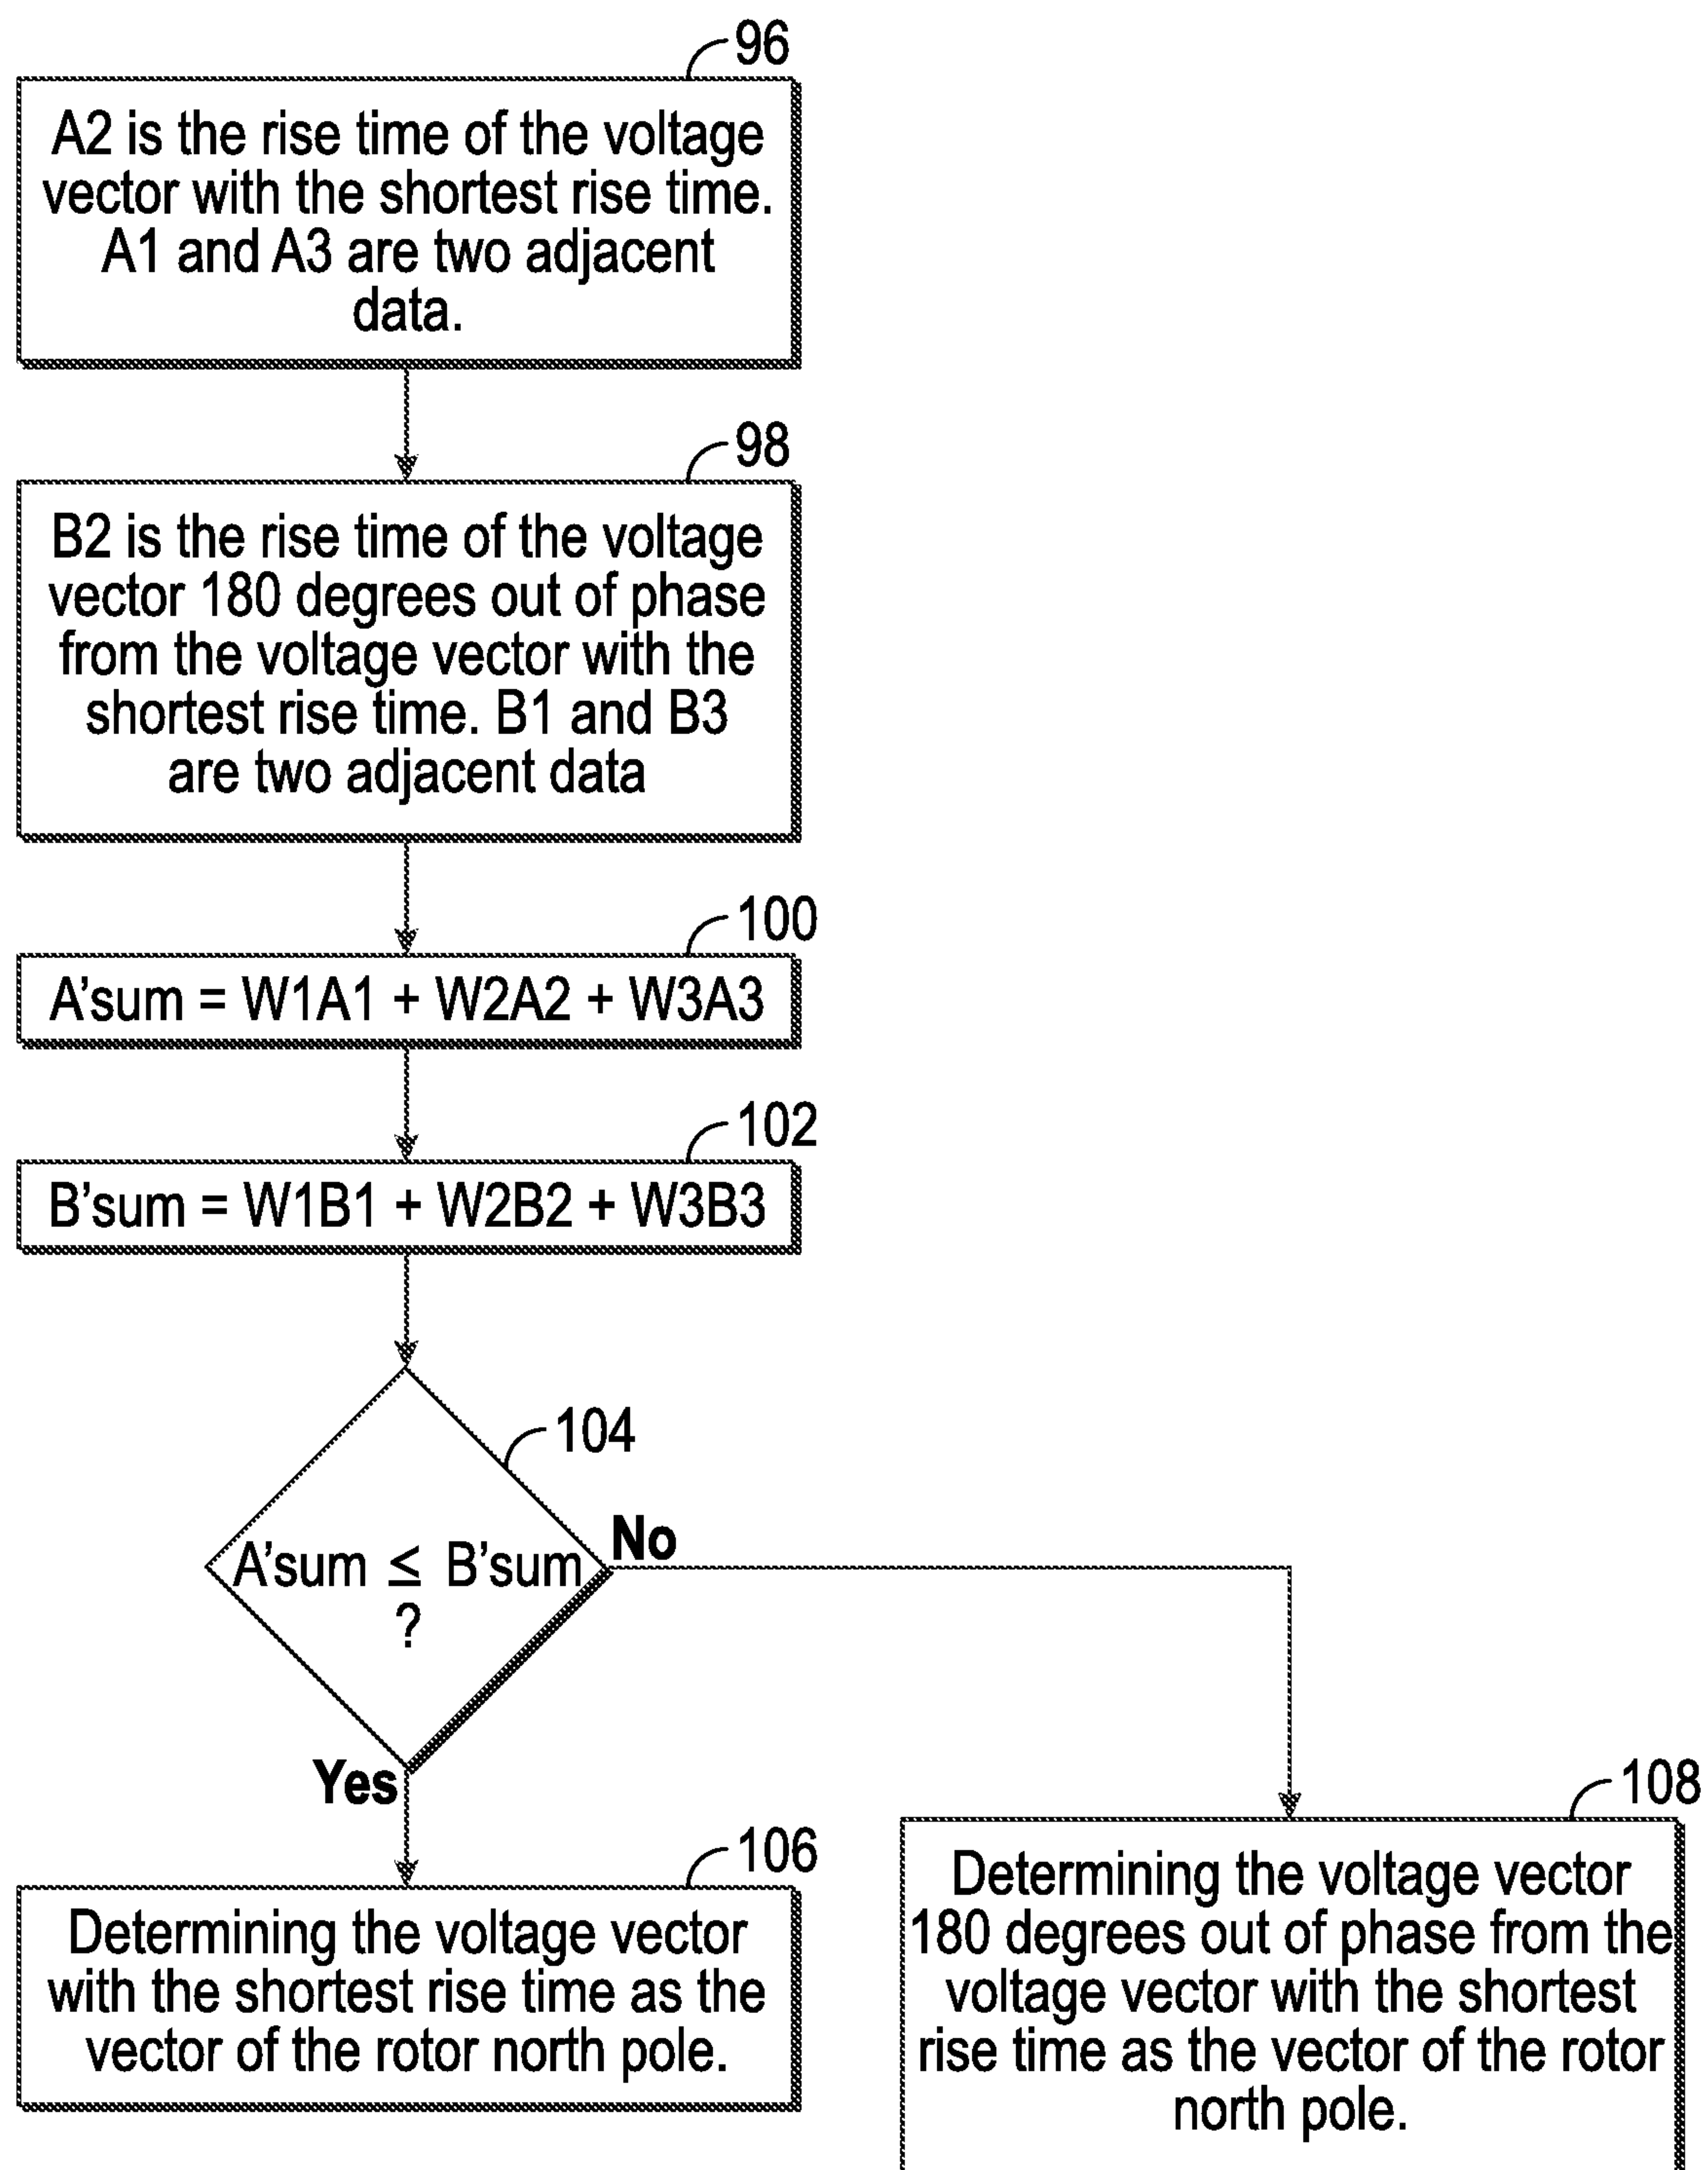 96
A2 is the rise time of the voltage
vector with the shortest rise time.
A1 and A3 are two adjacent
data.
98
B2 is the rise time of the voltage
vector 180 degrees out of phase
from the voltage vector with the
shortest rise time. B1 and B3
are two adjacent data
100
A’sum = W1A1 + W2A2 + W3A3
102
B’sum = W1B1 + W2B2 + W3B3
104
A’sum ≤ B’sum
?
No
Yes
106
Determining the voltage vector
with the shortest rise time as the
vector of the rotor north pole.
108
Determining the voltage vector
180 degrees out of phase from the
voltage vector with the shortest
rise time as the vector of the rotor
north pole.